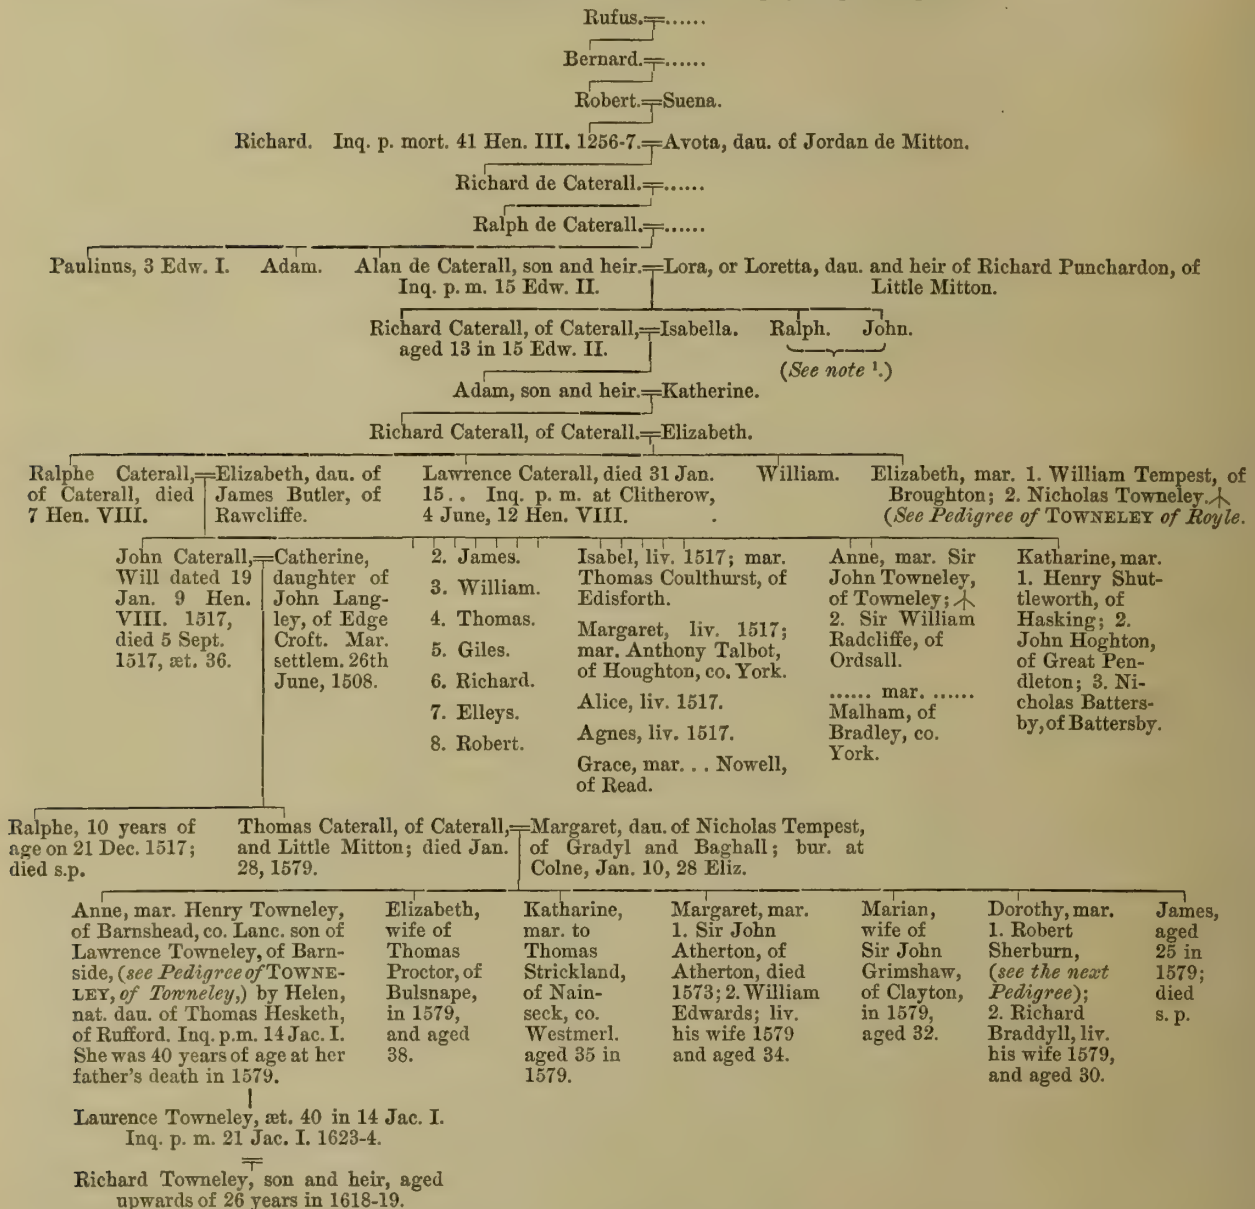 Rufus.=......
Bernard.=......
Robert.=Suena.
Richard. Inq. p. mort. 41 Hen. III. 1256-7.=Avota, dau. of Jordan de Mitton.
Richard de Caterall.=......
Ralph de Caterall.=......
Paulinus, 3 Edw. I.
Adam.
Alan de Caterall, son and heir.=Lora, or Loretta, dau. and heir of Richard Punchardon, of
Inq. p. m. 15 Edw. II.
Little Mitton.
Richard Caterall, of Caterall,=Isabella.
aged 13 in 15 Edw. II.
Ralph. John.
(See note ¹.)
Adam, son and heir.=Katherine.
Richard Caterall, of Caterall.=Elizabeth.
Ralphe Caterall,=
of Caterall, died
7 Hen. VIII.
Elizabeth, dau. of
James Butler, of
Rawcliffe.
Lawrence Caterall, died 31 Jan.
15.. Inq. p. m. at Clitherow,
4 June, 12 Hen. VIII.
William.
Elizabeth, mar. 1. William Tempest, of
Broughton; 2. Nicholas Towneley.
(See Pedigree of TOWNELEY of Royle.
John Caterall,=
Will dated 19
Jan. 9 Hen.
VIII. 1517,
died 5 Sept.
1517, æt. 36.
Catherine,
daughter of
John Lang-
ley, of Edge
Croft. Mar.
settlem. 26th
June, 1508.
2. James.
3. William.
4. Thomas.
5. Giles.
6. Richard.
7. Elleys.
8. Robert.
Isabel, liv. 1517; mar.
Thomas Coulthurst, of
Edisforth.
Margaret, liv. 1517;
mar. Anthony Talbot,
of Houghton, co. York.
Alice, liv. 1517.
Agnes, liv. 1517.
Grace, mar... Nowell,
of Read.
Anne, mar. Sir
John Towneley,
of Towneley;
2. Sir William
Radcliffe, of
Ordsall.
...... mar. ......
Malham, of
Bradley, co.
York.
Katharine, mar.
1. Henry Shut-
tleworth, of
Hasking; 2.
John Hoghton,
of Great Pen-
dleton; 3. Ni-
cholas Batters-
by, of Battersby.
Ralphe, 10 years of
age on 21 Dec. 1517;
died s.p.
Thomas Caterall, of Caterall,=
and Little Mitton; died Jan.
28, 1579.
Margaret, dau. of Nicholas Tempest,
of Gradyl and Baghall; bur. at
Colne, Jan. 10, 28 Eliz.
Anne, mar. Henry Towneley,
of Barnshead, co. Lanc. son of
Lawrence Towneley, of Barn-
side, (see Pedigree of TOWNE-
LEY, of Towneley,) by Helen,
nat. dau. of Thomas Hesketh,
of Rufford. Inq. p.m. 14 Jac. I.
She was 40 years of age at her
father's death in 1579.
Elizabeth,
wife of
Thomas
Proctor, of
Bulsnape,
in 1579,
and aged
38.
Katharine,
mar. to
Thomas
Strickland,
of Nain-
seck, co.
Westmerl.
aged 35 in
1579.
Margaret, mar.
1. Sir John
Atherton, of
Atherton, died
1573; 2. William
Edwards; liv.
his wife 1579
and aged 34.
Marian,
wife of
Sir John
Grimshaw,
of Clayton,
in 1579,
aged 32.
Dorothy, mar.
1. Robert
Sherburn,
(see the next
Pedigree);
2. Richard
Braddyll, liv.
his wife 1579,
and aged 30.
James,
aged
25 in
1579;
died
s. p.
Laurence Towneley, æt. 40 in 14 Jac. I.
Inq. p. m. 21 Jac. I. 1623-4.
Richard Towneley, son and heir, aged
upwards of 26 years in 1618-19.